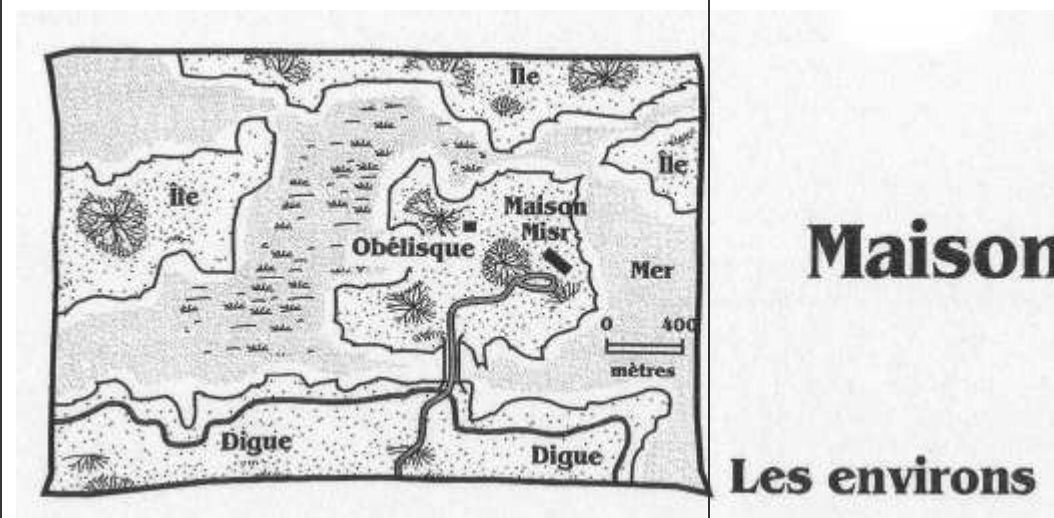 Île
Île
Île
Maison
Misr
Obélisque
Mer
0 400
mètres
Digue
Digue
Maison
Les environs